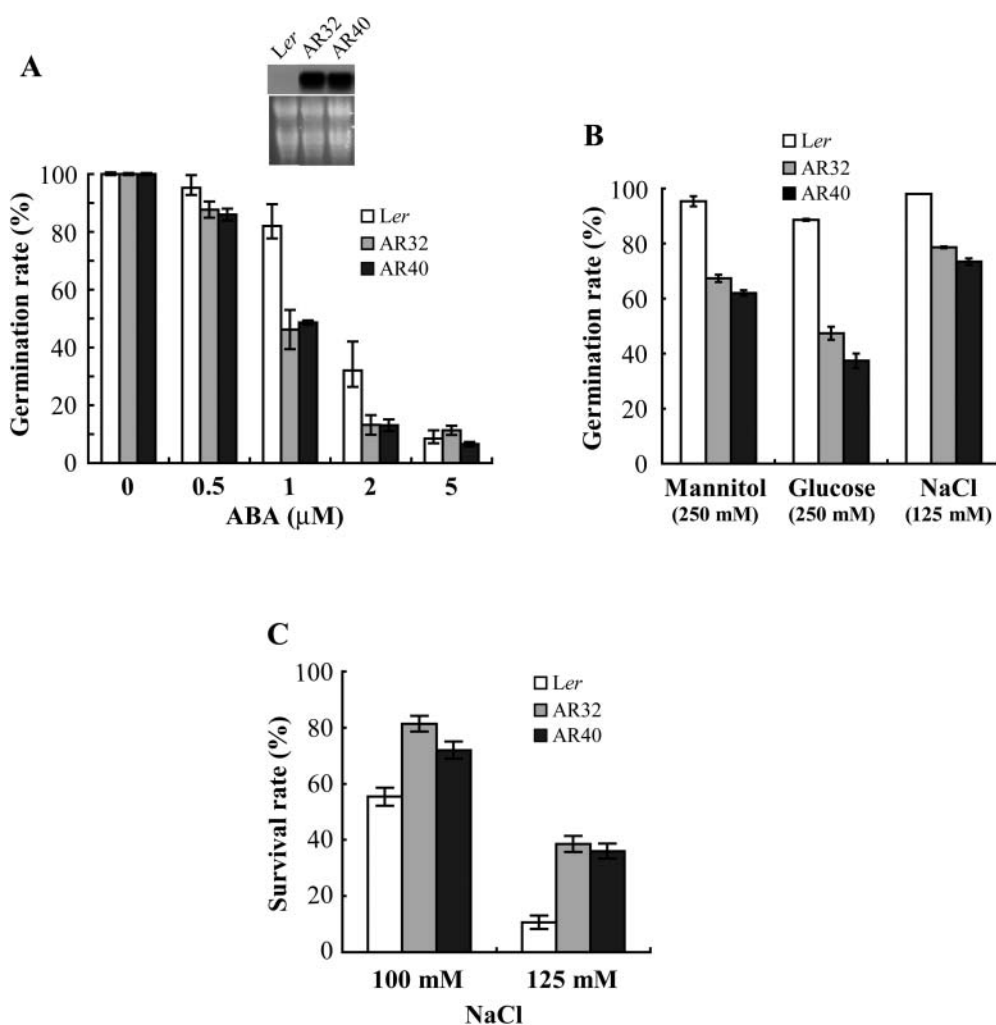 A
Ler AR32 AR40
Germination rate (%)
100
80
60
40
20
0
Ler
AR32
AR40
0 0.5 1 2 5
ABA (μM)
B
Germination rate (%)
100
80
60
40
20
0
Ler
AR32
AR40
Mannitol Glucose NaCl
(250 mM) (250 mM) (125 mM)
C
Survival rate (%)
100
80
60
40
20
0
Ler
AR32
AR40
100 mM 125 mM
NaCl